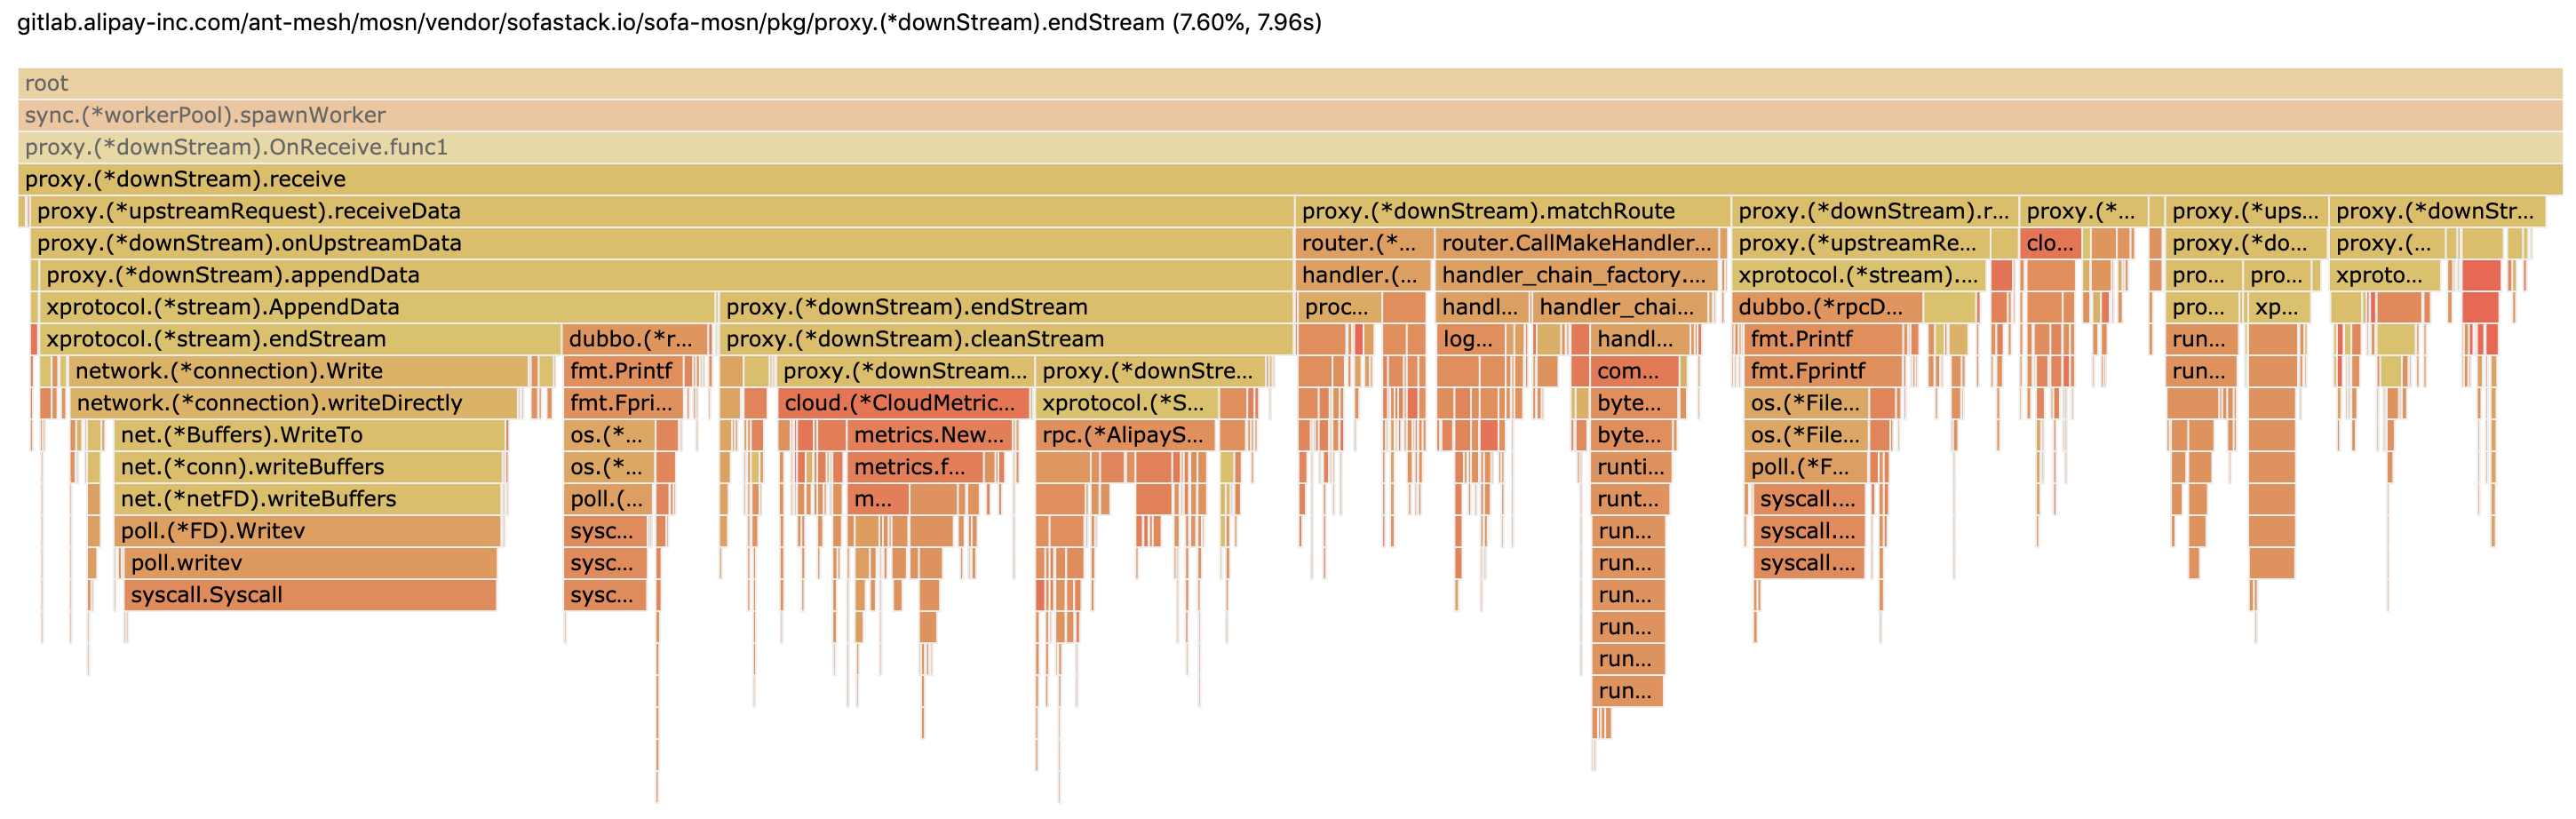 gitlab.alipay-inc.com/ant-mesh/mosn/vendor/sofastack.io/sofa-mosn/pkg/proxy.(*downStream).endStream (7.60%, 7.96s)
root
sync.(*workerPool).spawnWorker
proxy.(*downStream).OnReceive.func1
proxy.(*downStream).receive
proxy.(*upstreamRequest).receiveData proxy.(*downStream).matchRoute proxy.(*downStream).r... proxy.(*... proxy.(*ups... proxy.(*downStr...
proxy.(*downStream).onUpstreamData router.(*... router.CallMakeHandler... proxy.(*upstreamRe... clo... proxy.(*do... proxy.(...
proxy.(*downStream).appendData handler.(... handler_chain_factory.... xprotocol.(*stream).... pro... pro... xproto...
xprotocol.(*stream).AppendData proxy.(*downStream).endStream proc... handl... handler_chai... dubbo.(*rpcD... pro... xp...
xprotocol.(*stream).endStream dubbo.(*r... proxy.(*downStream).cleanStream log... handl... fmt.Printf run...
network.(*connection).Write fmt.Printf proxy.(*downStream... proxy.(*downStre... com... fmt.Fprintf run...
network.(*connection).writeDirectly fmt.Fpri... cloud.(*CloudMetric... xprotocol.(*S... byte... os.(*File...
net.(*Buffers).WriteTo os.(*... metrics.New... rpc.(*AlipayS... byte... os.(*File...
net.(*conn).writeBuffers os.(*... metrics.f... runti... poll.(*F...
net.(*netFD).writeBuffers poll.(... m... runt... syscall....
poll.(*FD).Writev sysc... run... syscall....
poll.writev sysc... run... syscall....
syscall.Syscall sysc... run...
run...
run...
run...